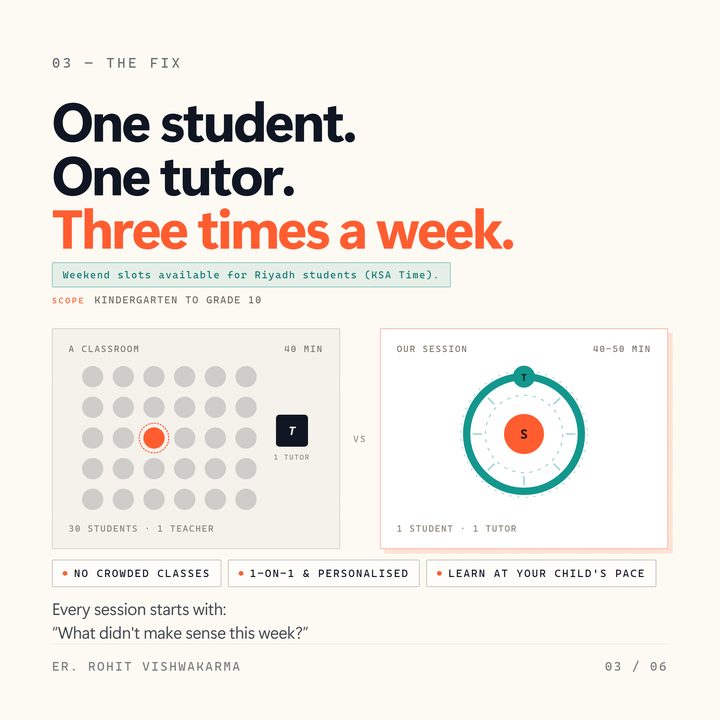 03 — THE FIX
One student.
One tutor.
Three times a week.
Weekend slots available for Riyadh students (KSA Time).
SCOPE KINDERGARTEN TO GRADE 10
A CLASSROOM 40 MIN
T
1 TUTOR
30 STUDENTS · 1 TEACHER
VS
OUR SESSION 40–50 MIN
T
S
1 STUDENT · 1 TUTOR
NO CROWDED CLASSES
1-ON-1 & PERSONALISED
LEARN AT YOUR CHILD'S PACE
Every session starts with:
“What didn't make sense this week?”
ER. ROHIT VISHWAKARMA
03 / 06